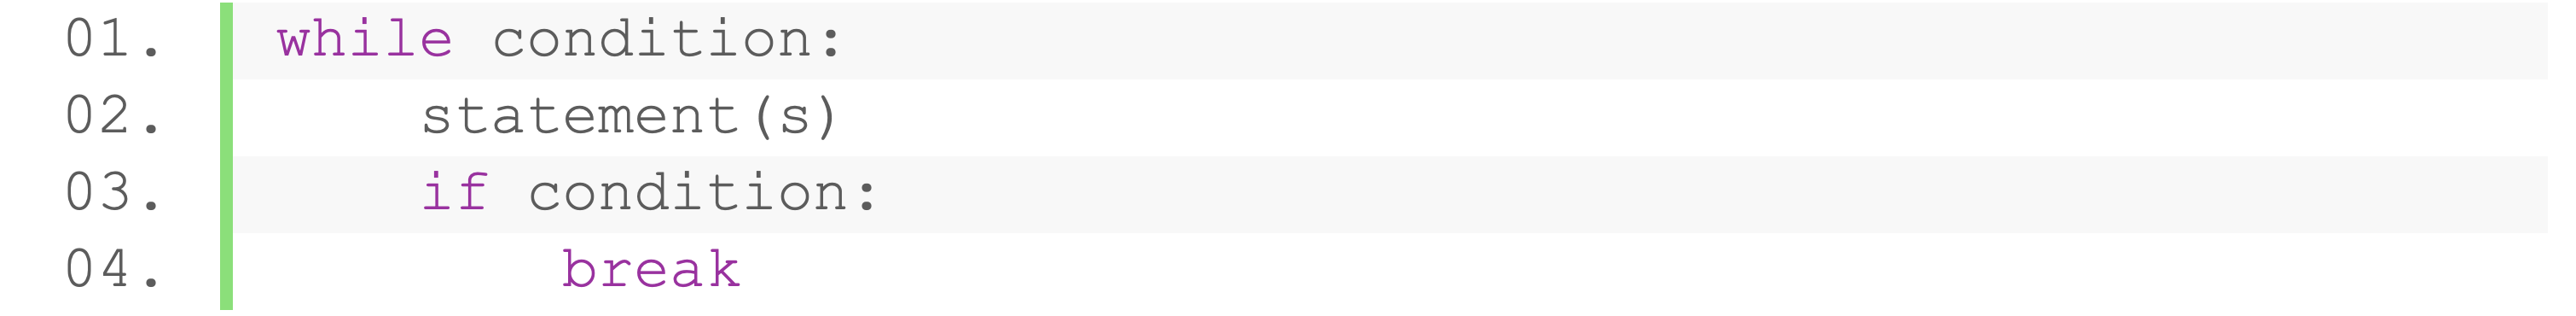 01. while condition:
02.     statement(s)
03.     if condition:
04.         break